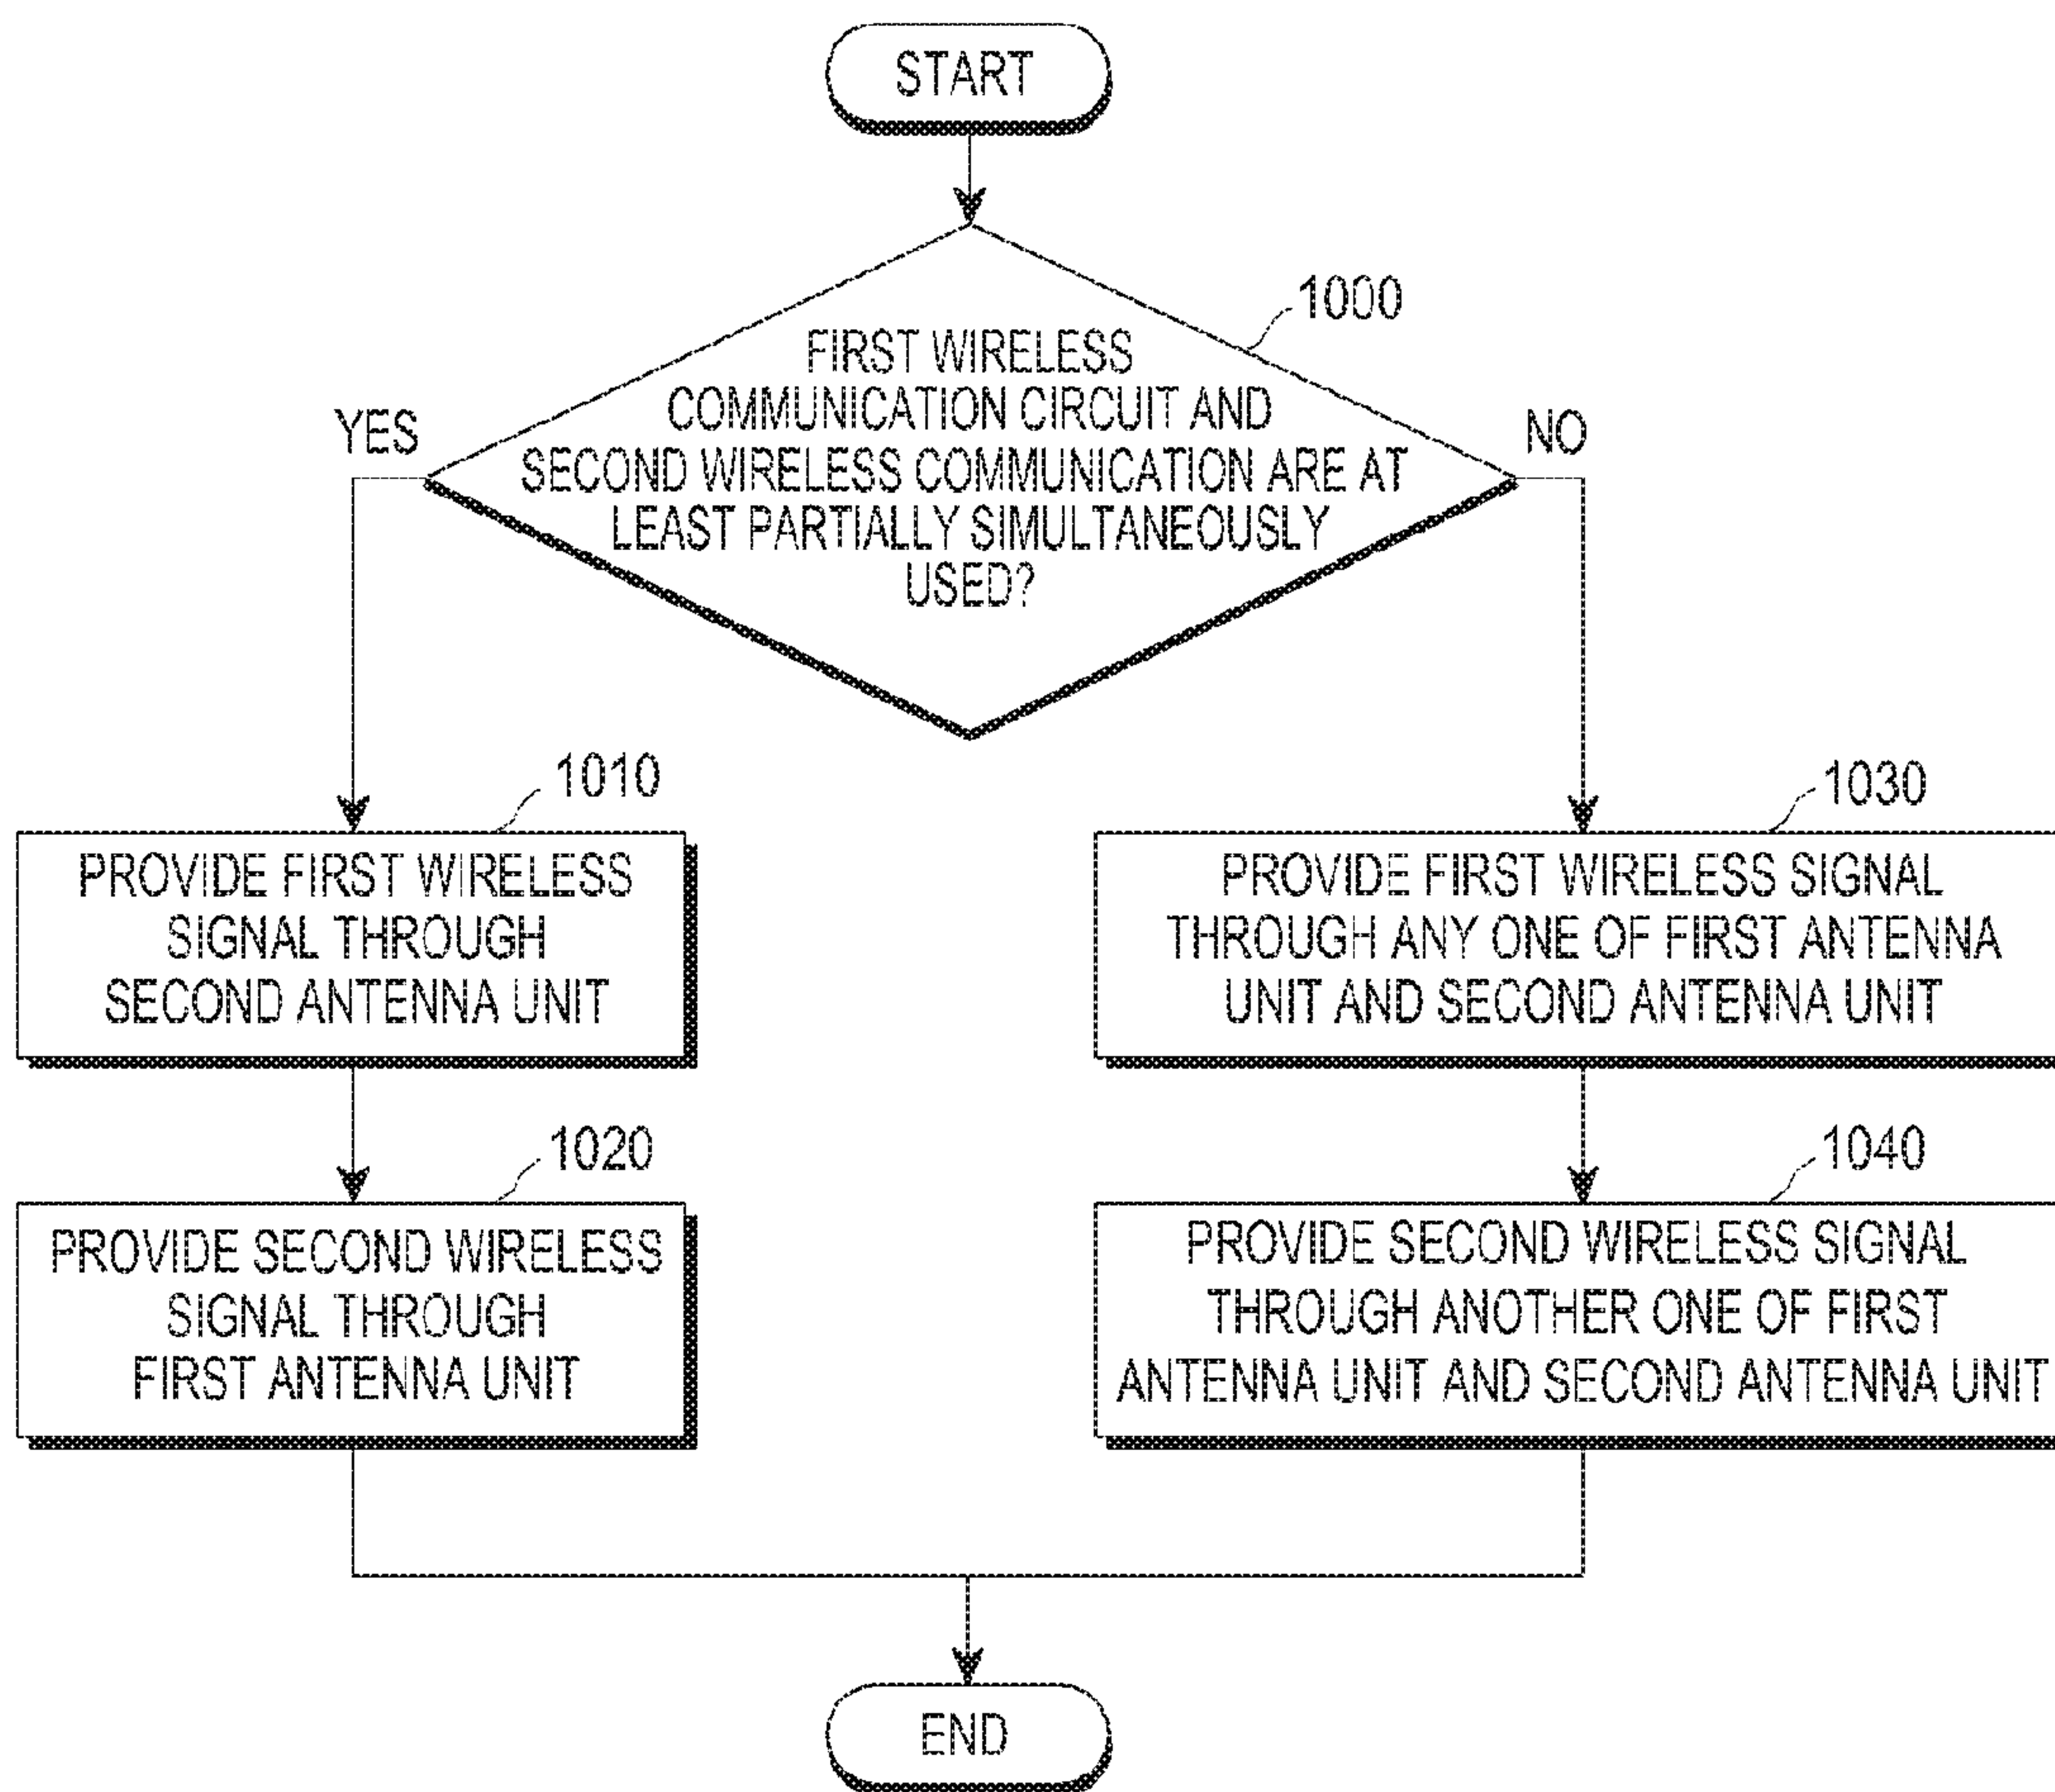 START
1000
FIRST WIRELESS
COMMUNICATION CIRCUIT AND
SECOND WIRELESS COMMUNICATION ARE AT
LEAST PARTIALLY SIMULTANEOUSLY
USED?
YES
NO
1010
PROVIDE FIRST WIRELESS
SIGNAL THROUGH
SECOND ANTENNA UNIT
1020
PROVIDE SECOND WIRELESS
SIGNAL THROUGH
FIRST ANTENNA UNIT
1030
PROVIDE FIRST WIRELESS SIGNAL
THROUGH ANY ONE OF FIRST ANTENNA
UNIT AND SECOND ANTENNA UNIT
1040
PROVIDE SECOND WIRELESS SIGNAL
THROUGH ANOTHER ONE OF FIRST
ANTENNA UNIT AND SECOND ANTENNA UNIT
END